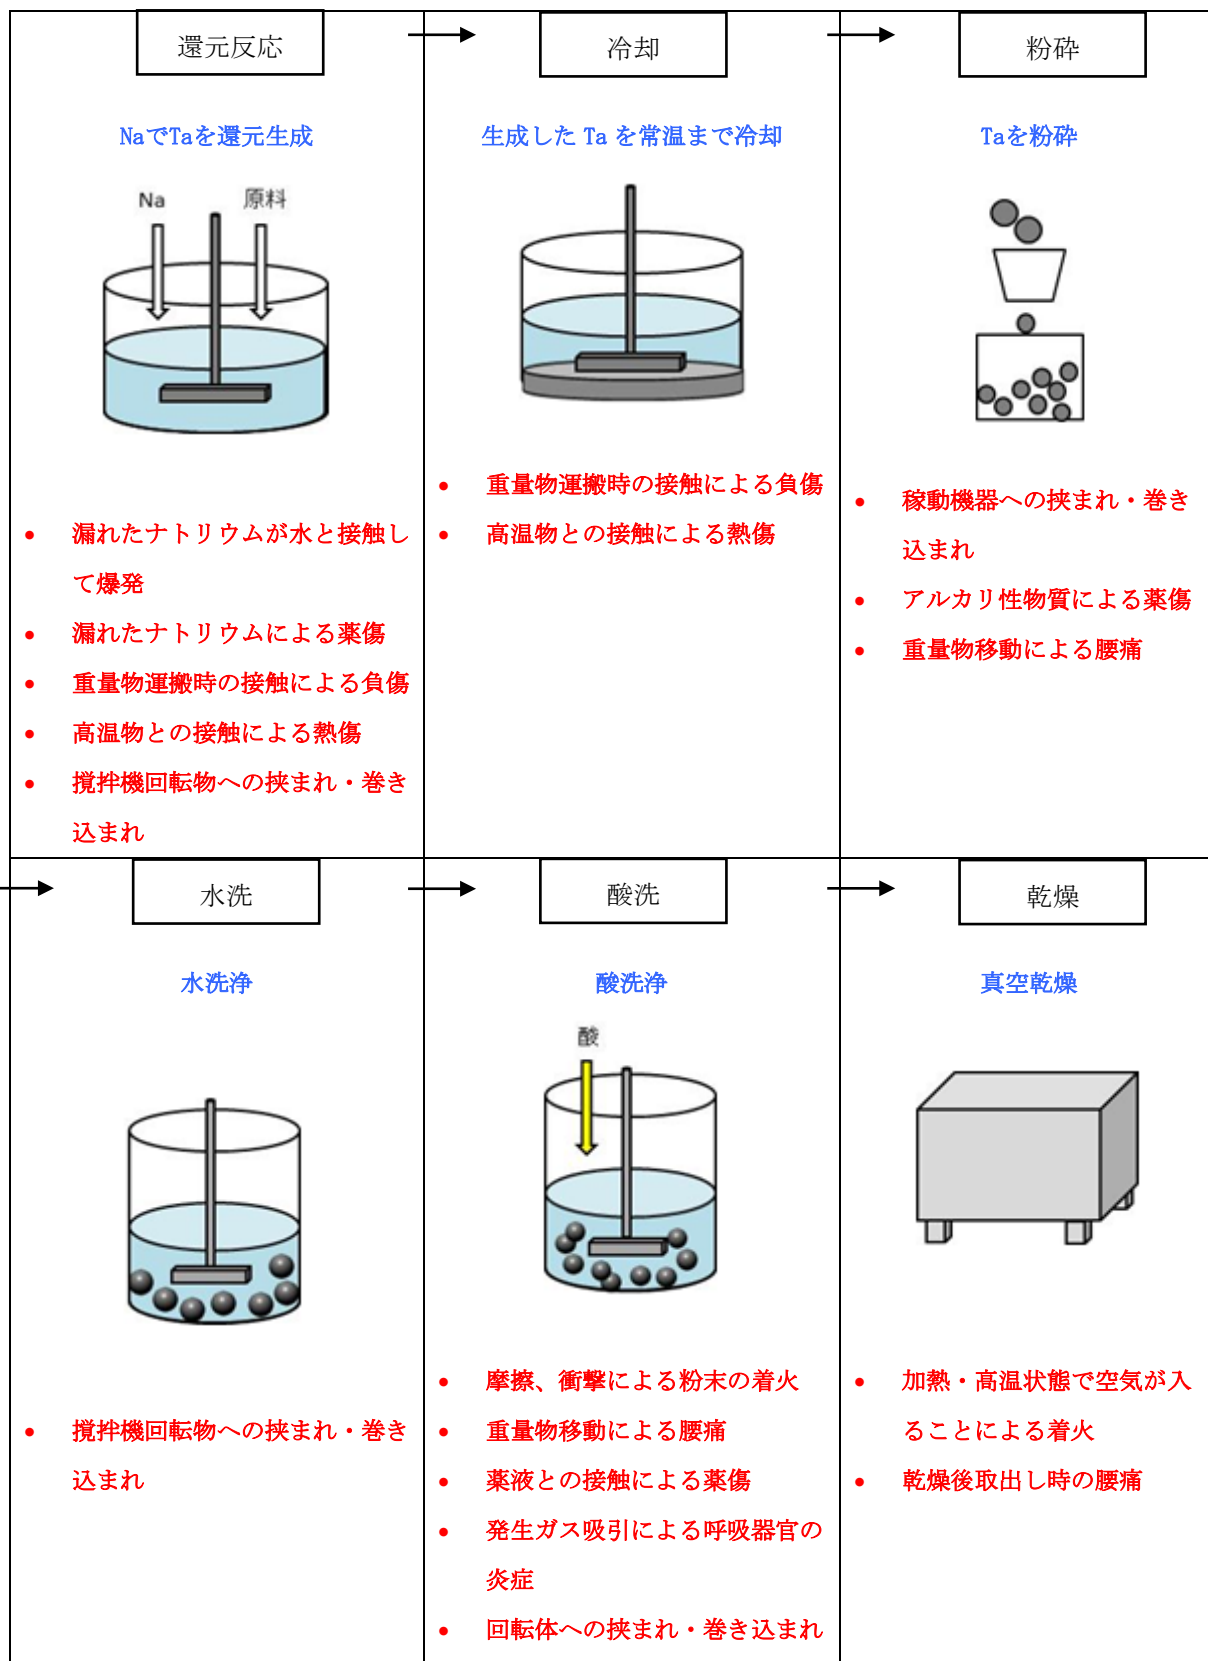 還元反応
NaでTaを還元生成
Na
原料
漏れたナトリウムが水と接触し
て爆発
漏れたナトリウムによる薬傷
重量物運搬時の接触による負傷
高温物との接触による熱傷
撹拌機回転物への挟まれ・巻き
込まれ
冷却
生成した Ta を常温まで冷却
重量物運搬時の接触による負傷
高温物との接触による熱傷
粉砕
Taを粉砕
稼動機器への挟まれ・巻き
込まれ
アルカリ性物質による薬傷
重量物移動による腰痛
水洗
水洗浄
撹拌機回転物への挟まれ・巻き
込まれ
酸洗
酸洗浄
酸
摩擦、衝撃による粉末の着火
重量物移動による腰痛
薬液との接触による薬傷
発生ガス吸引による呼吸器官の
炎症
回転体への挟まれ・巻き込まれ
乾燥
真空乾燥
加熱・高温状態で空気が入
ることによる着火
乾燥後取出し時の腰痛